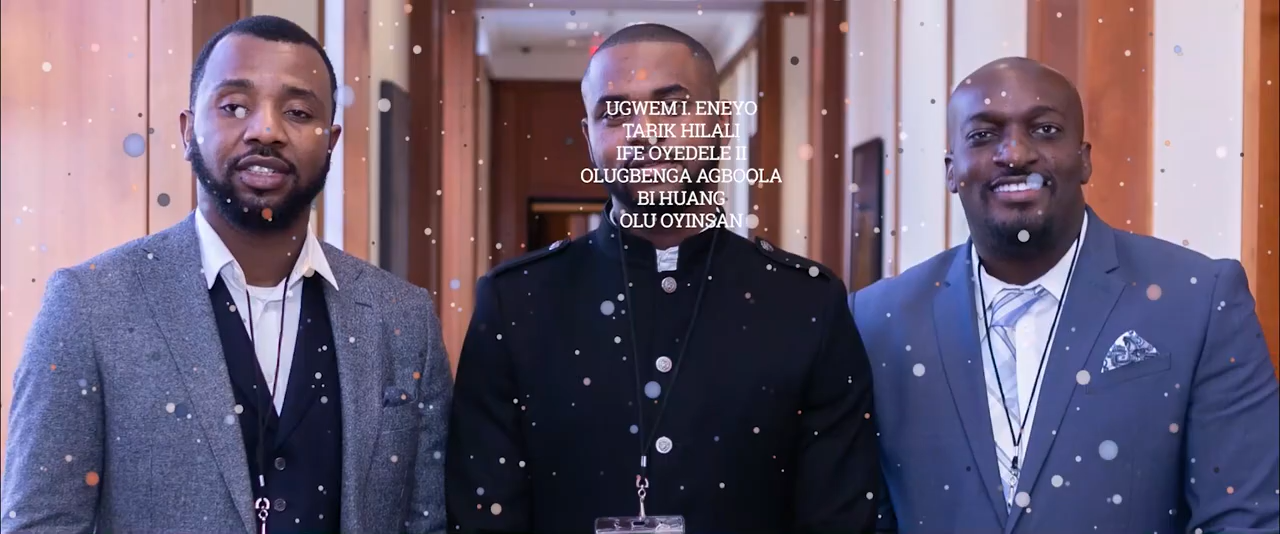 UGWEM I. ENEYO
TARIK HILALI
IFE OYEDELE II
OLUGBENGA AGBOOLA
BI HUANG
OLU OYINSAN